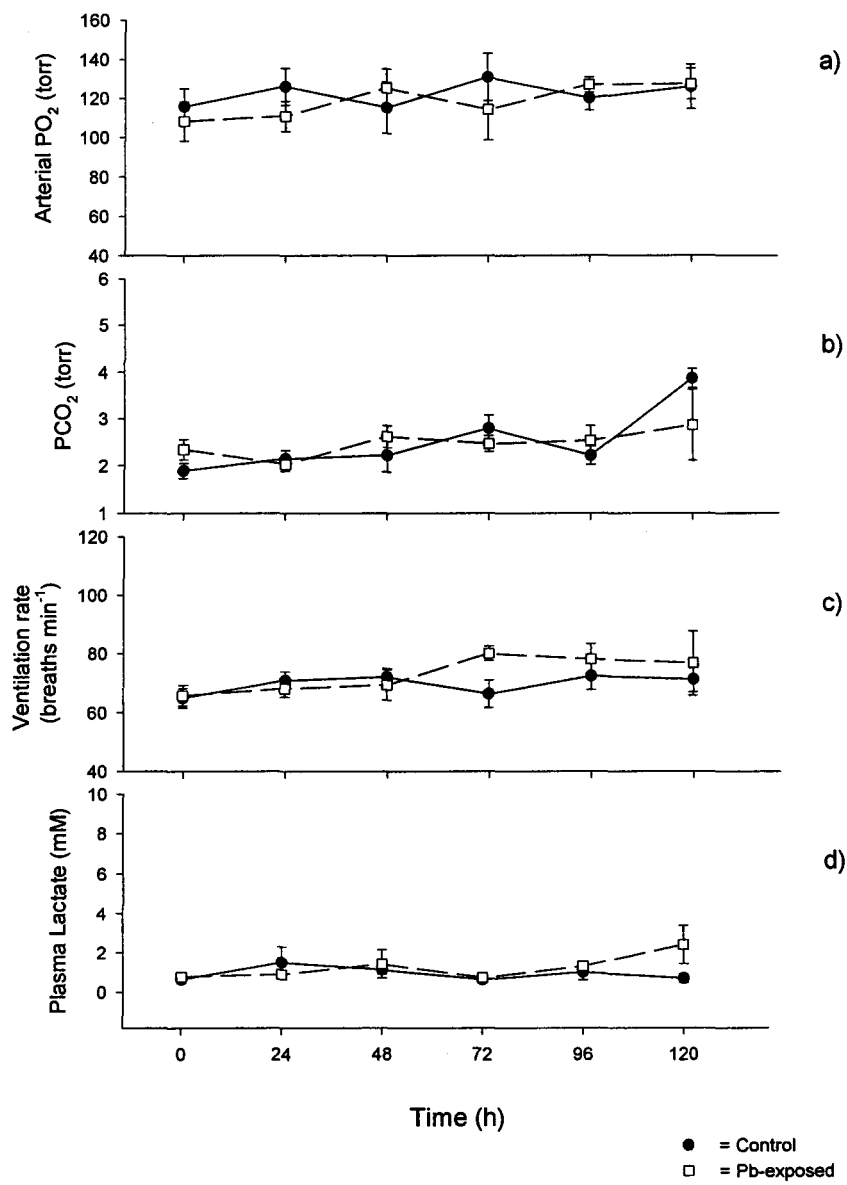 160
140
120
100
80
60
40
Arterial PO2 (torr)
a)
6
5
4
3
2
1
PCO2 (torr)
b)
120
100
80
60
40
Ventilation rate
(breaths min-1)
c)
10
8
6
4
2
0
Plasma Lactate (mM)
d)
0 24 48 72 96 120
Time (h)
= Control
= Pb-exposed